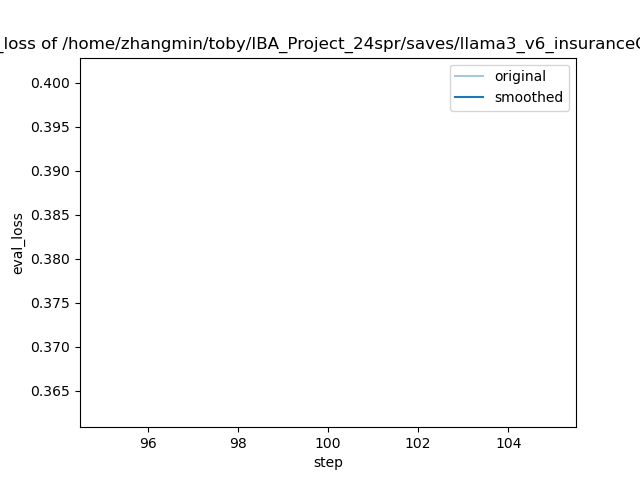 _loss of /home/zhangmin/toby/IBA_Project_24spr/saves/llama3_v6_insurance
original
smoothed
0.400
0.395
0.390
0.385
0.380
0.375
0.370
0.365
eval_loss
96 98 100 102 104
step